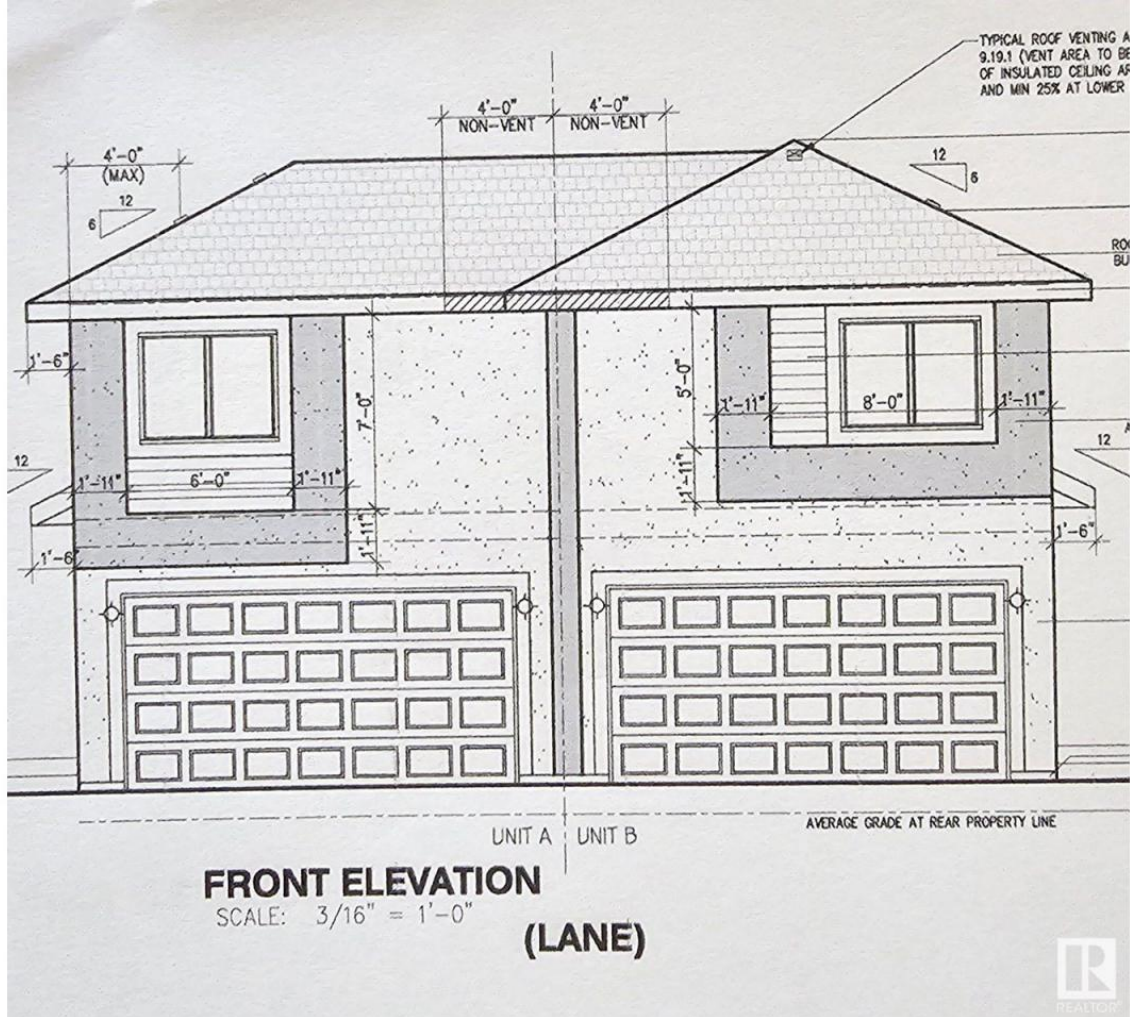 TYPICAL ROOF VENTING
9.19.1 (VENT AREA TO BE
OF INSULATED CEILING
AND MIN 25% AT LOWER
4'-0" 4'-0"
NON-VENT NON-VENT
4'-0"
(MAX)
12
6
12
6
1'-6"
7'-0"
5'-0"
1'-11" 8'-0" 1'-11"
12
12
1'-11" 6'-0" 1'-11"
1'-11"
1'-11"
1'-6"
1'-6"
AVERAGE GRADE AT REAR PROPERTY LINE
UNIT A UNIT B
FRONT ELEVATION
SCALE: 3/16" = 1'-0"
(LANE)
R
REALTOR